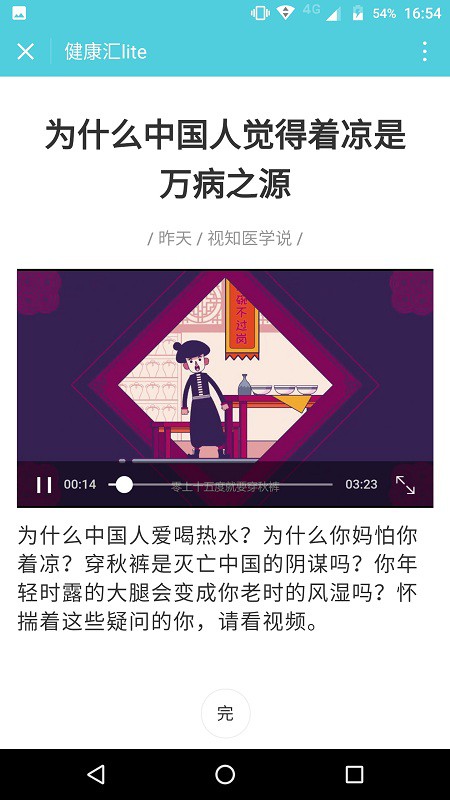 4G
54%
16:54
健康汇lite
为什么中国人觉得着凉是
万病之源
/ 昨天 / 视知医学说 /
碗不过岗
00:14
03:23
零上十五度就要穿秋裤
为什么中国人爱喝热水？为什么你妈怕你
着凉？穿秋裤是灭亡中国的阴谋吗？你年
轻时露的大腿会变成你老时的风湿吗？怀
揣着这些疑问的你，请看视频。
完